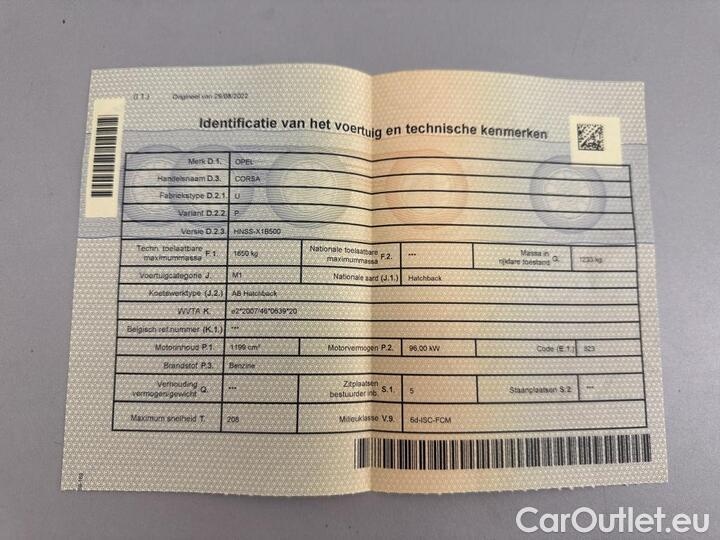 (I.1.) Origineel van 29/08/2022
Identificatie van het voertuig en technische kenmerken
Merk D.1. OPEL
Handelsnaam D.3. CORSA
Fabriekstype D.2.1. U
Variant D.2.2. P
Versie D.2.3. HNSS-X1B500
Techn. toelaatbare maximummassa F.1. 1650 kg Nationale toelaatbare maximummassa F.2. *** Massa in rijklare toestand G. 1233 kg
Voertuigcategorie J. M1 Nationale aard (J.1.) Hatchback
Koetswerktype (J.2.) AB Hatchback
WVTA K. e2*2007/46*0639*20
Belgisch ref.nummer (K.1.) ***
Motorinhoud P.1. 1199 cm³ Motorvermogen P.2. 96.00 kW Code (E.1.) 823
Brandstof P.3. Benzine
Verhouding vermogen/gewicht Q. *** Zitplaatsen bestuurder inb. S.1. 5 Staanplaatsen S.2. ***
Maximum snelheid T. 208 Milieuklasse V.9. 6d-ISC-FCM
CarOutlet.eu